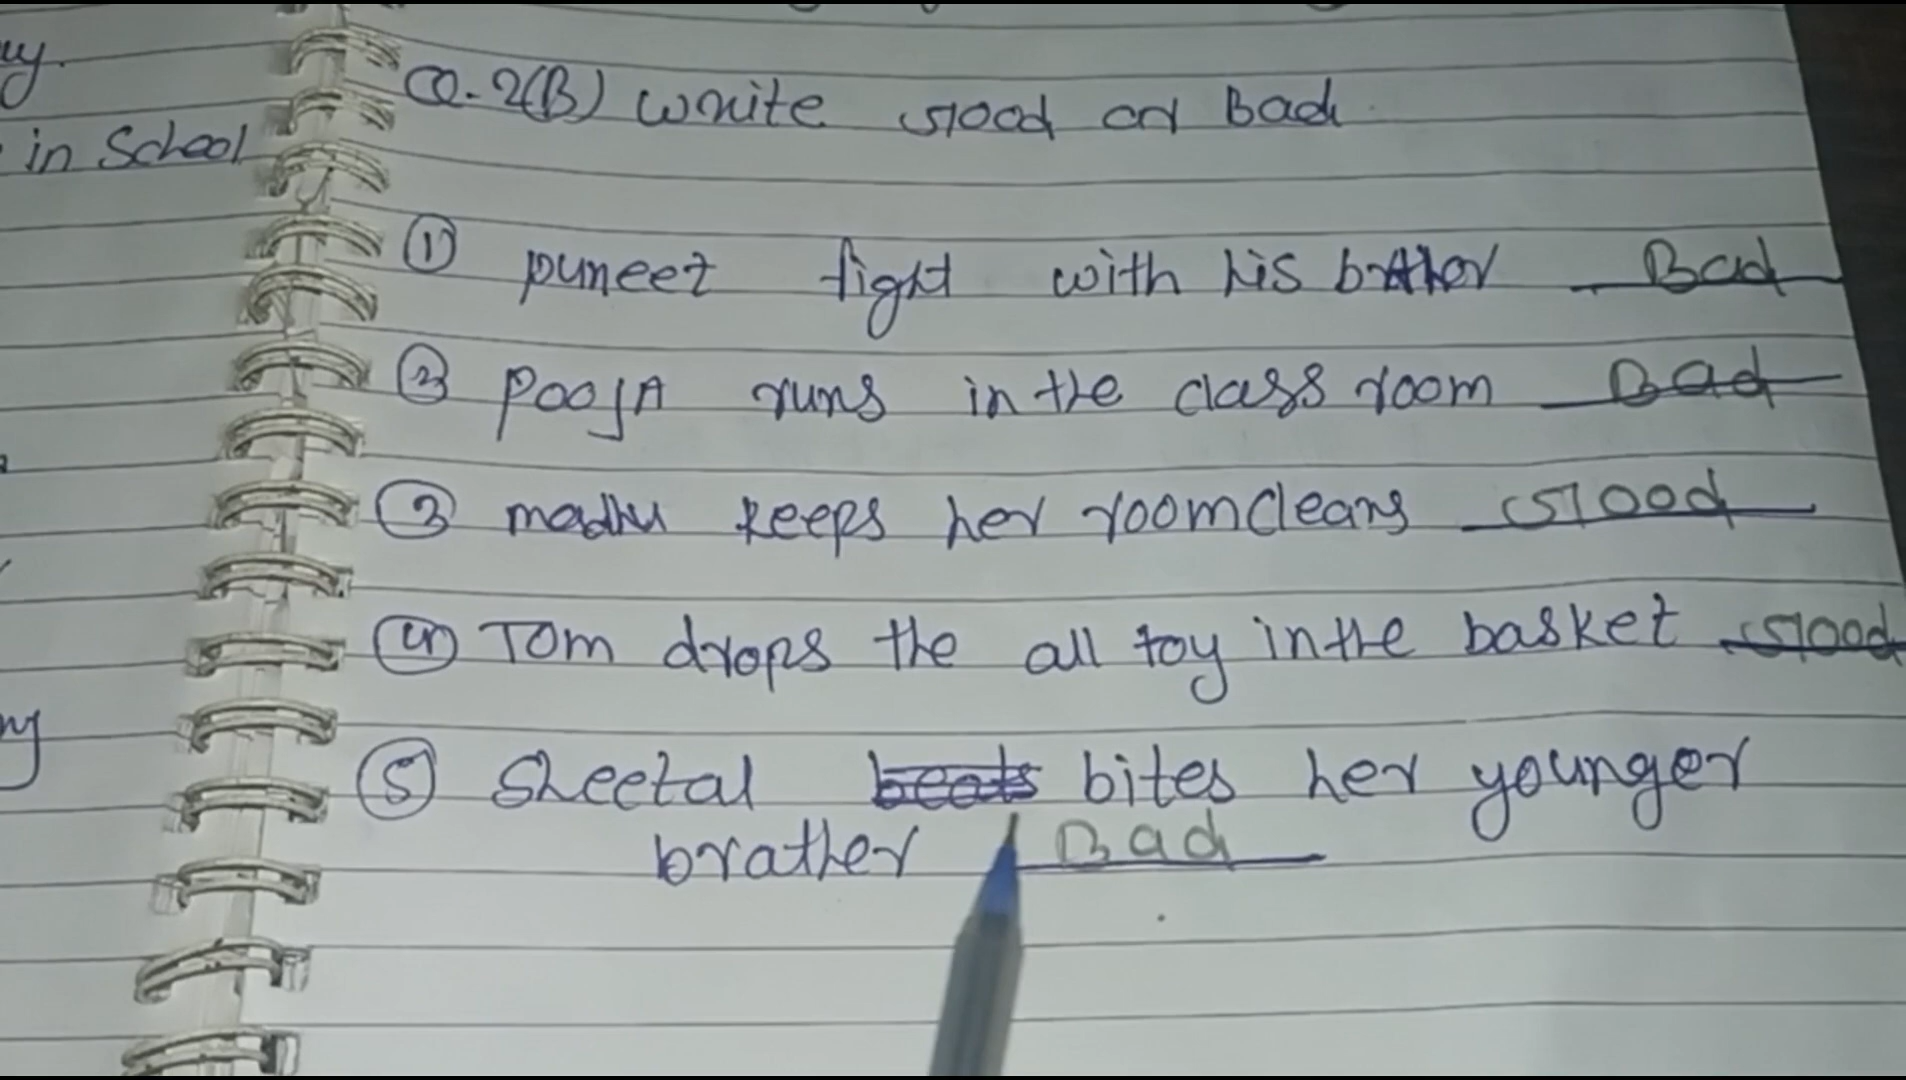 in School
Q.2(B) Write Good or Bad
① puneet fight with his brother Bad
② PoojA runs in the class room Bad
③ madhu keeps her room cleans Good
④ Tom drops the all toy in the basket Good
⑤ Sheetal beats bites her younger
brather Bad